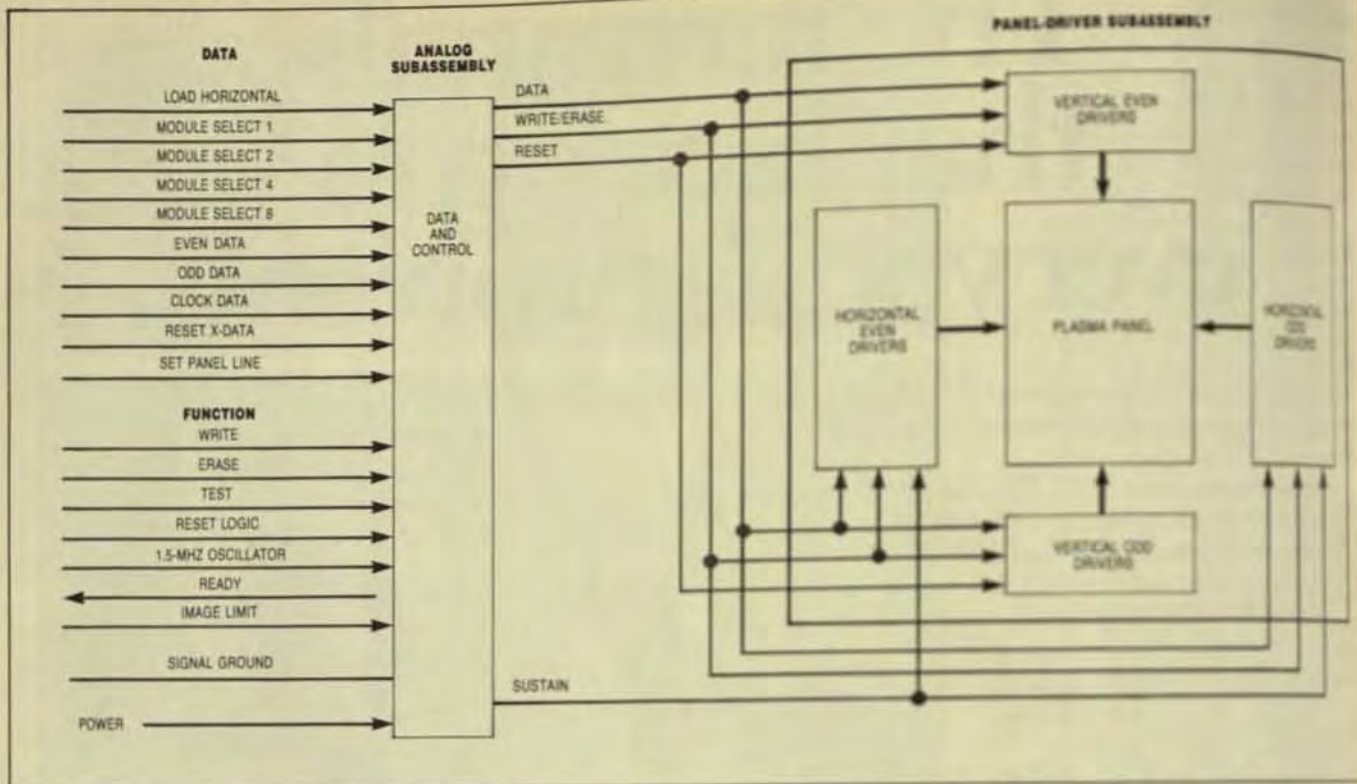 PANEL-DRIVER SUBASSEMBLY
DATA
ANALOG
SUBASSEMBLY
LOAD HORIZONTAL
MODULE SELECT 1
MODULE SELECT 2
MODULE SELECT 4
MODULE SELECT 8
EVEN DATA
ODD DATA
CLOCK DATA
RESET X-DATA
SET PANEL LINE
FUNCTION
WRITE
ERASE
TEST
RESET LOGIC
1.5-MHZ OSCILLATOR
READY
IMAGE LIMIT
SIGNAL GROUND
POWER
DATA
AND
CONTROL
DATA
WRITE/ERASE
RESET
SUSTAIN
VERTICAL EVEN
DRIVERS
HORIZONTAL
EVEN
DRIVERS
PLASMA PANEL
HORIZONTAL
ODD
DRIVERS
VERTICAL ODD
DRIVERS